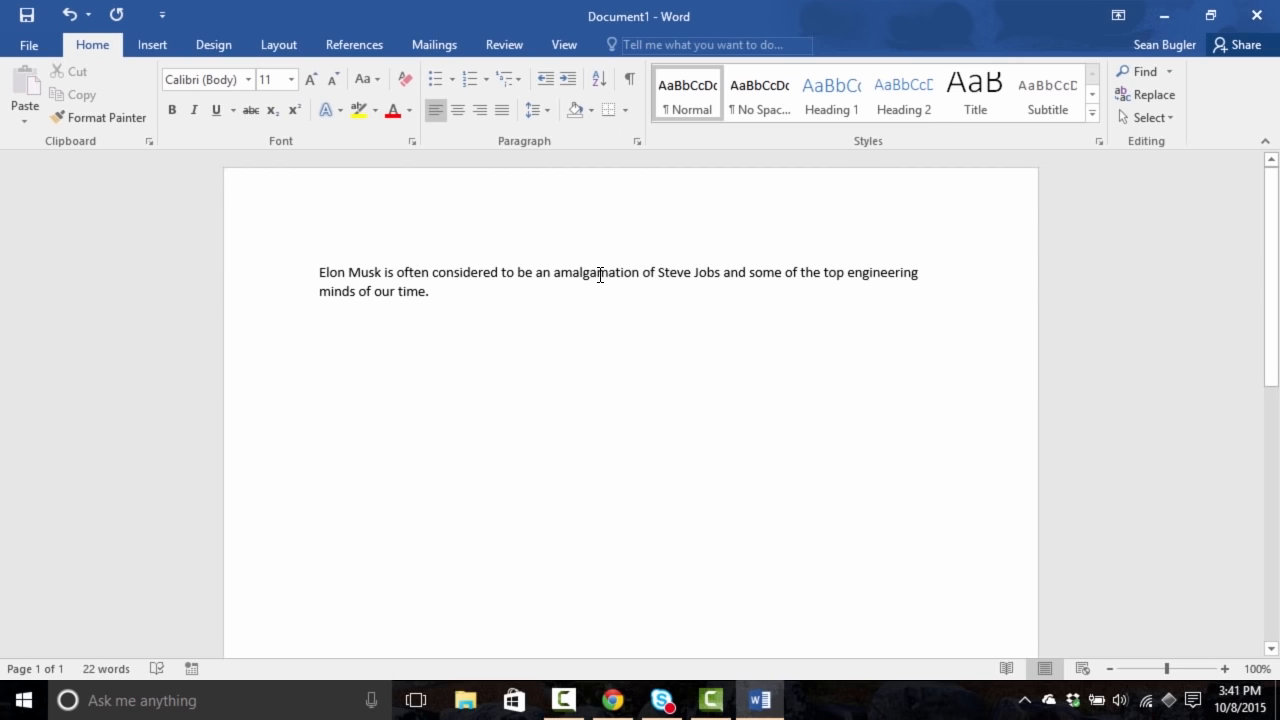 Document1 - Word
File Home Insert Design Layout References Mailings Review View Tell me what you want to do... Sean Bugler Share
Paste
Cut
Copy
Format Painter
Clipboard
Calibri (Body) 11 Aa
B I U abc x₂ x² A ab A
Font
Paragraph
AaBbCcDc AaBbCcDc AaBbCc AaBbCcD AaB AaBbCcD
¶ Normal ¶ No Spac... Heading 1 Heading 2 Title Subtitle
Styles
Find
Replace
Select
Editing
Elon Musk is often considered to be an amalgamation of Steve Jobs and some of the top engineering
minds of our time.
Page 1 of 1 22 words 100%
Ask me anything
3:41 PM
10/8/2015